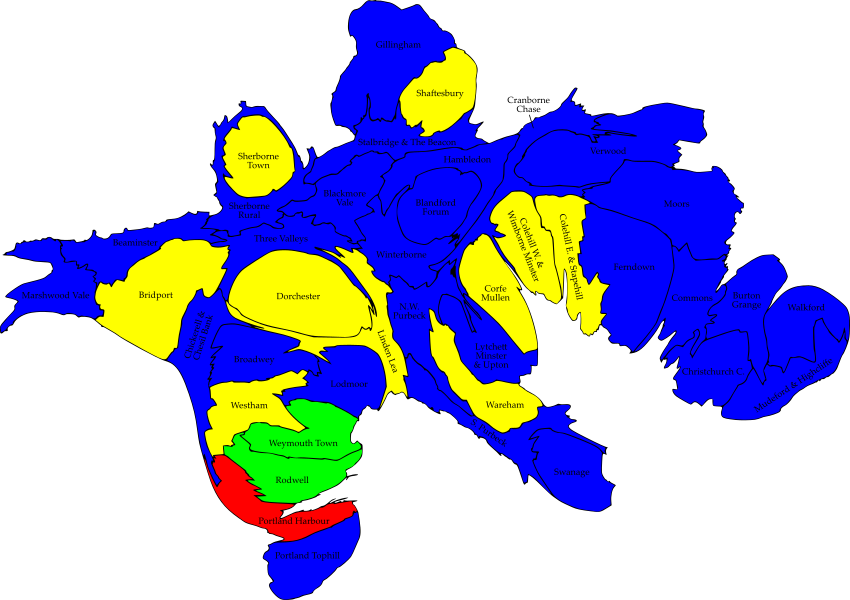 Gillingham
Shaftesbury
Cranborne
Chase
Stalbridge & The Beacon
Verwood
Hambledon
Sherborne
Town
Blackmore
Vale
Blandford
Forum
Moors
Sherborne
Rural
Colehill W. &
Wimborne Minster
Colehill E. & Stapehill
Beaminster
Three Valleys
Winterborne
Ferndown
Marshwood Vale
Bridport
Dorchester
Corfe
Mullen
Commons
Burton
Grange
Walkford
N.W.
Purbeck
Chickerell &
Chesil Bank
Linden Lea
Lytchett
Minster
& Upton
Broadwey
Christchurch C.
Highcliffe
Lodmoor
Westham
Wareham
Weymouth Town
Swanage
Rodwell
Portland Harbour
Portland Tophill